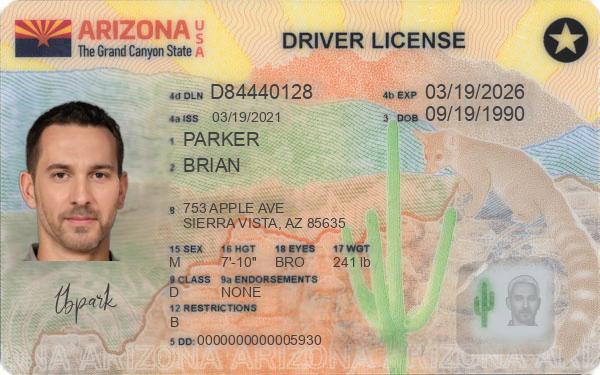 ARIZONA USA
The Grand Canyon State
DRIVER LICENSE
4d DLN D84440128
4b EXP 03/19/2026
4a ISS 03/19/2021
3 DOB 09/19/1990
1 PARKER
2 BRIAN
8 753 APPLE AVE
SIERRA VISTA, AZ 85635
15 SEX 16 HGT 18 EYES 17 WGT
M 7'-10" BRO 241 lb
9 CLASS 9a ENDORSEMENTS
D NONE
12 RESTRICTIONS
B
5 DD: 0000000000005930
ARIZONA ARIZONA ARIZONA ARIZONA